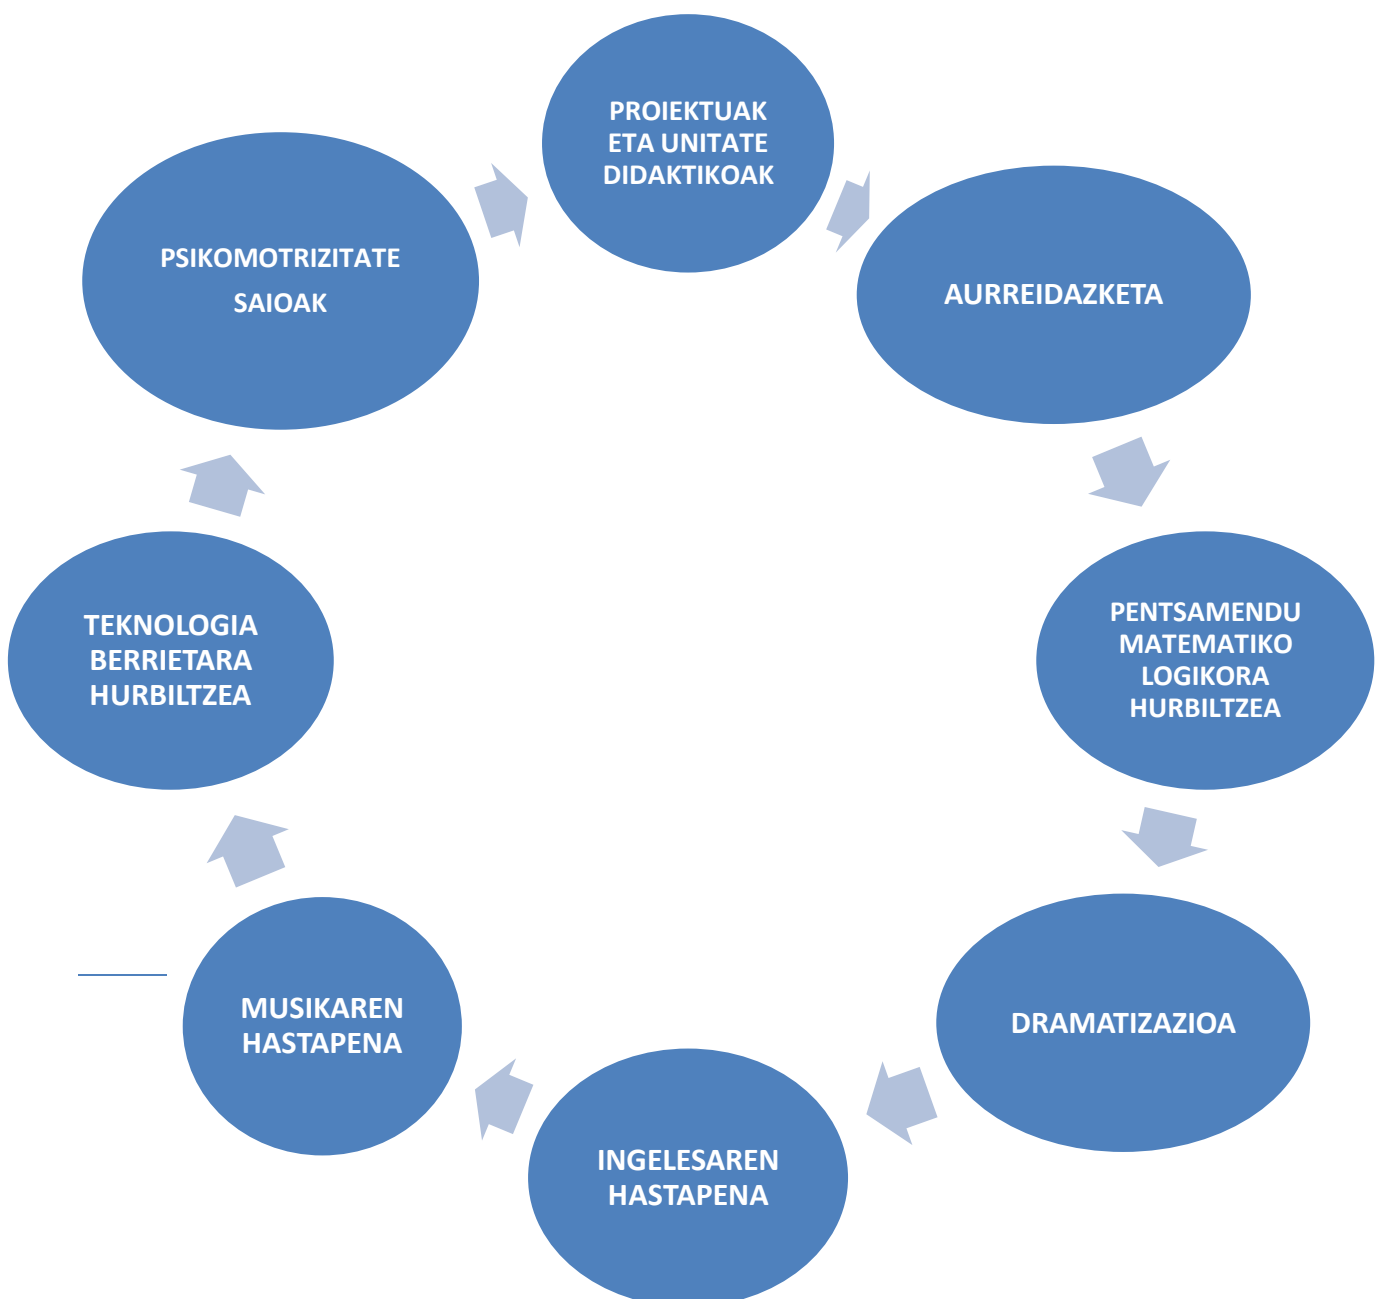 PROIEKTUAK
ETA UNITATE
DIDAKTIKOAK
AURREIDAZKETA
PENTSAMENDU
MATEMATIKO
LOGIKORA
HURBILTZEA
DRAMATIZAZIOA
INGELESAREN
HASTAPENA
MUSIKAREN
HASTAPENA
TEKNOLOGIA
BERRIETARA
HURBILTZEA
PSIKOMOTRIZITATE
SAIOAK